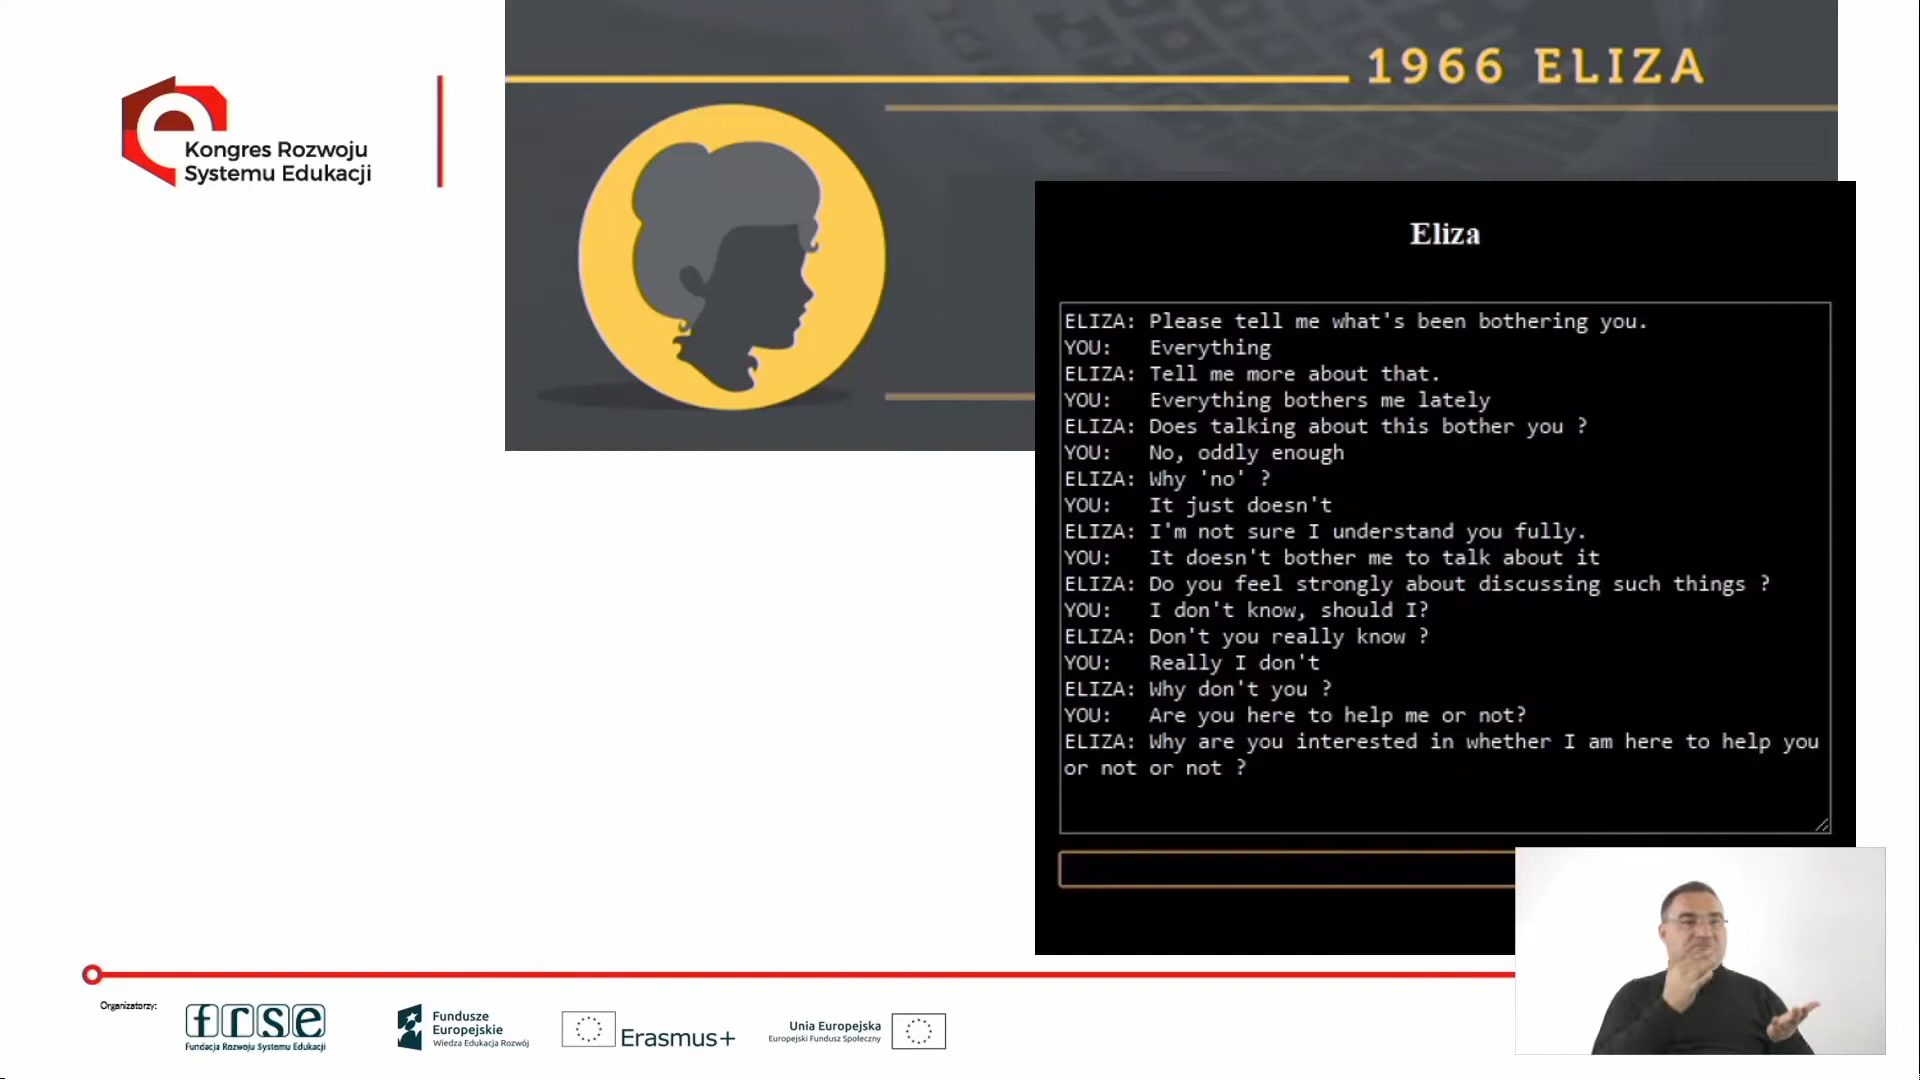 Kongres Rozwoju
Systemu Edukacji
1966 ELIZA
Eliza
ELIZA: Please tell me what's been bothering you.
YOU: Everything
ELIZA: Tell me more about that.
YOU: Everything bothers me lately
ELIZA: Does talking about this bother you ?
YOU: No, oddly enough
ELIZA: Why 'no' ?
YOU: It just doesn't
ELIZA: I'm not sure I understand you fully.
YOU: It doesn't bother me to talk about it
ELIZA: Do you feel strongly about discussing such things ?
YOU: I don't know, should I?
ELIZA: Don't you really know ?
YOU: Really I don't
ELIZA: Why don't you ?
YOU: Are you here to help me or not?
ELIZA: Why are you interested in whether I am here to help you
or not or not ?
Organizatorzy:
frse
Fundacja Rozwoju Systemu Edukacji
Fundusze
Europejskie
Wiedza Edukacja Rozwój
Erasmus+
Unia Europejska
Europejski Fundusz Społeczny